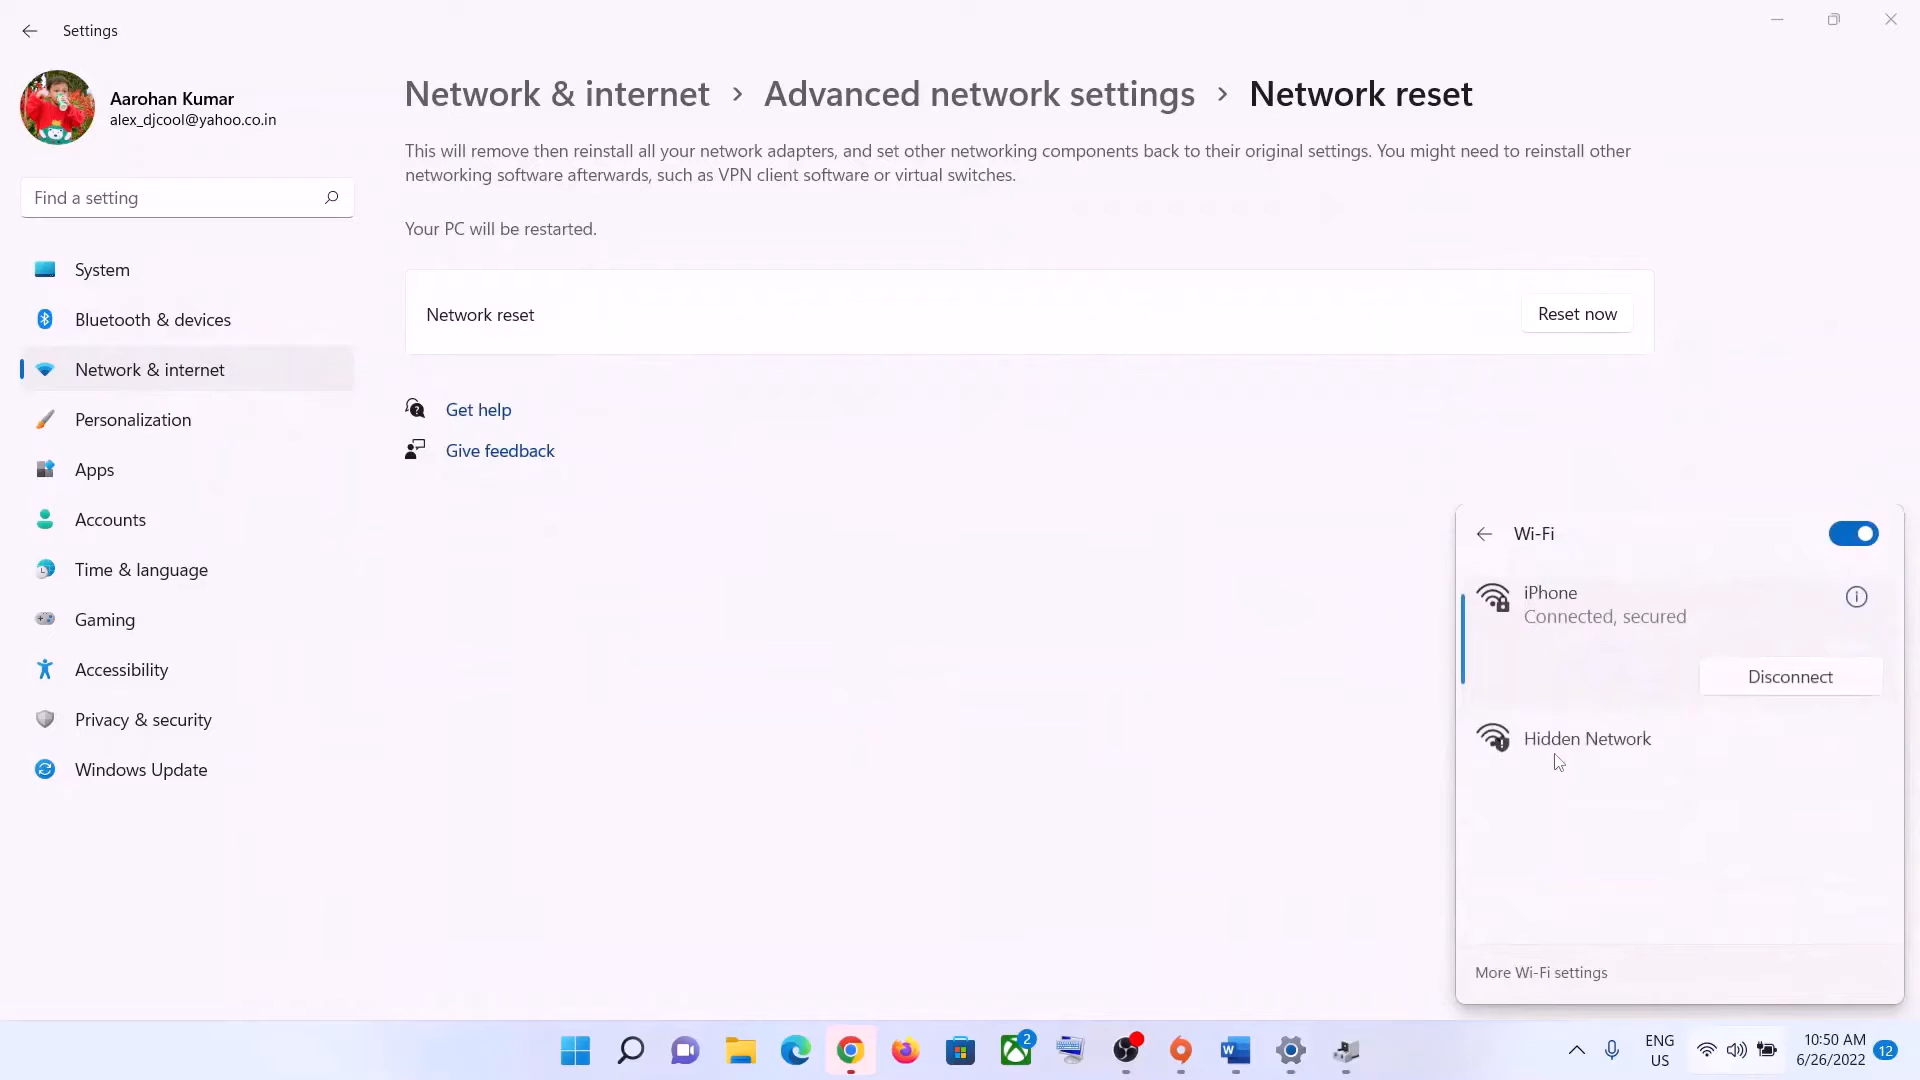 Settings
Aarohan Kumar
alex_djcool@yahoo.co.in
Find a setting
System
Bluetooth & devices
Network & internet
Personalization
Apps
Accounts
Time & language
Gaming
Accessibility
Privacy & security
Windows Update
Network & internet > Advanced network settings > Network reset
This will remove then reinstall all your network adapters, and set other networking components back to their original settings. You might need to reinstall other
networking software afterwards, such as VPN client software or virtual switches.
Your PC will be restarted.
Network reset
Reset now
Get help
Give feedback
Wi-Fi
iPhone
Connected, secured
Disconnect
Hidden Network
More Wi-Fi settings
2
ENG
US
10:50 AM
6/26/2022
12